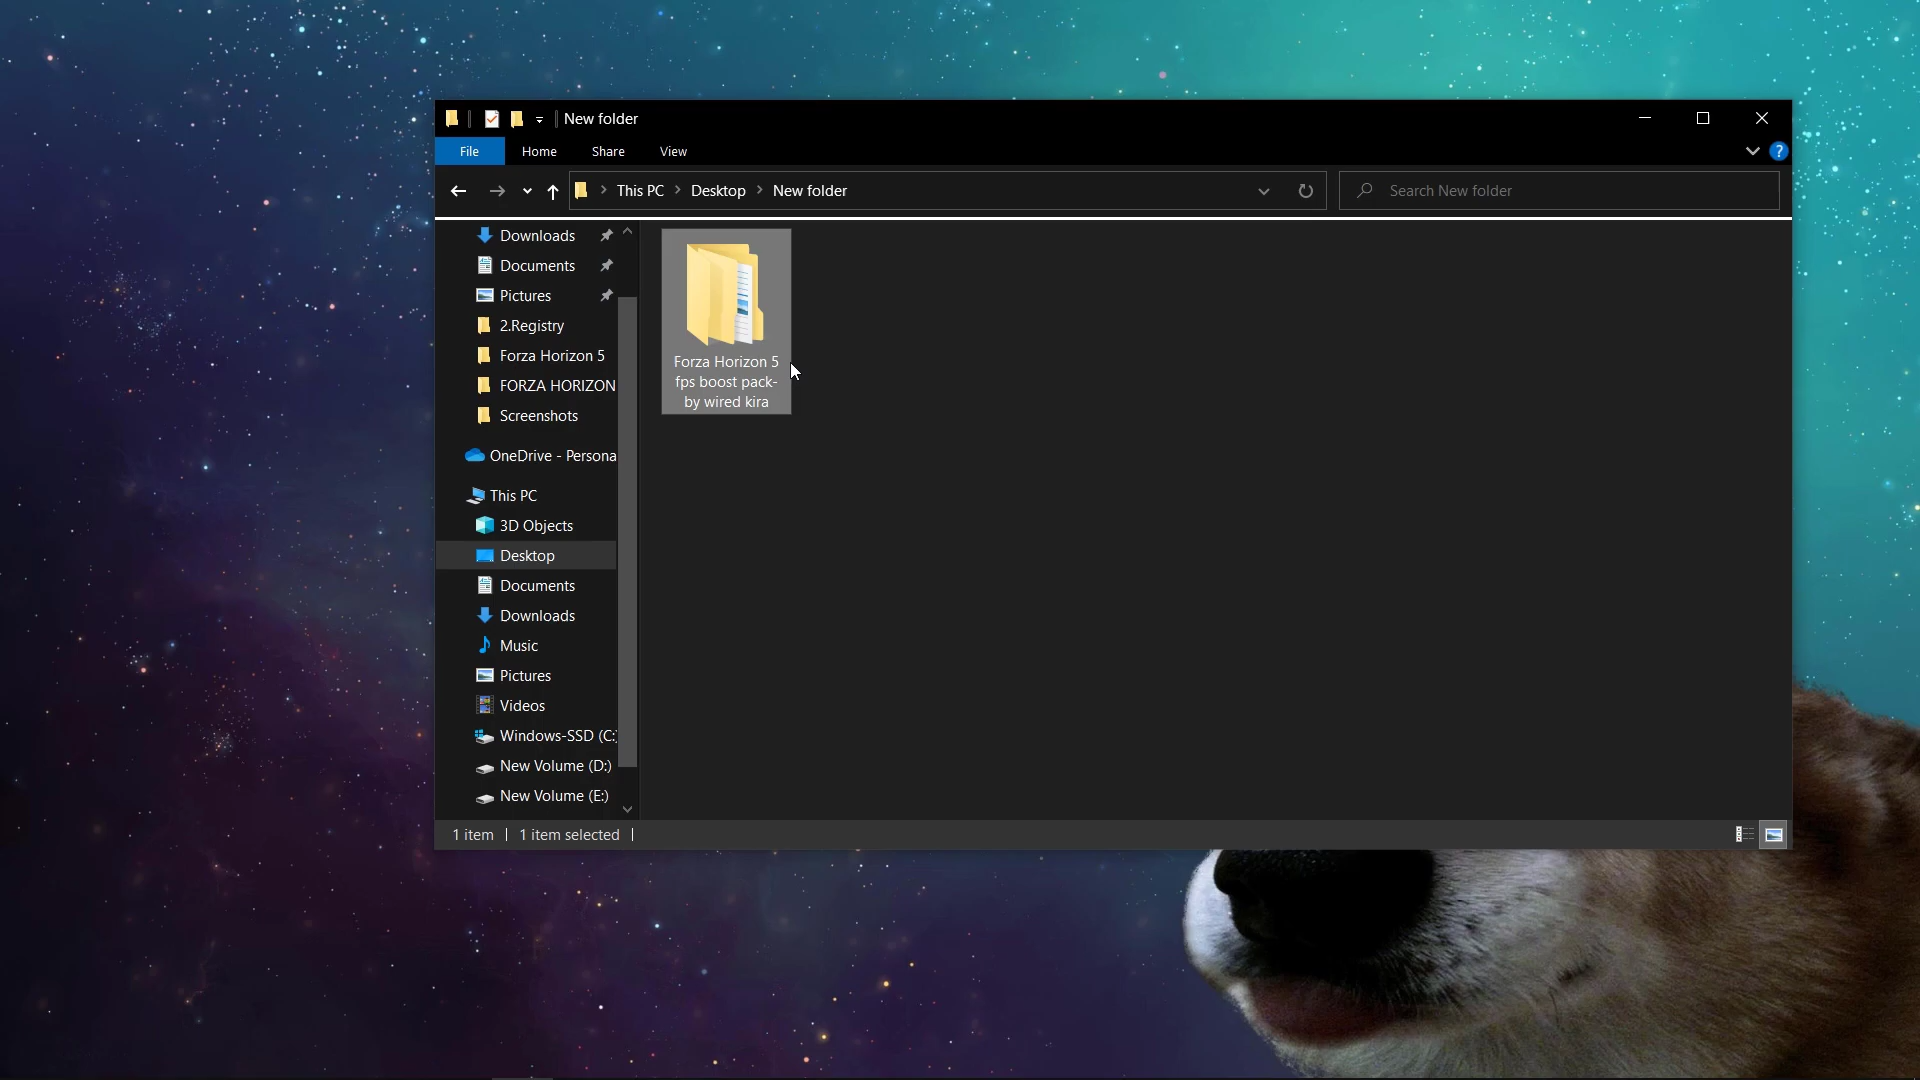 New folder
File
Home
Share
View
?
This PC
Desktop
New folder
Search New folder
Downloads
Documents
Pictures
2.Registry
Forza Horizon 5
FORZA HORIZON
Screenshots
OneDrive - Persona
This PC
3D Objects
Desktop
Documents
Downloads
Music
Pictures
Videos
Windows-SSD (C:)
New Volume (D:)
New Volume (E:)
Forza Horizon 5
fps boost pack-
by wired kira
1 item
1 item selected